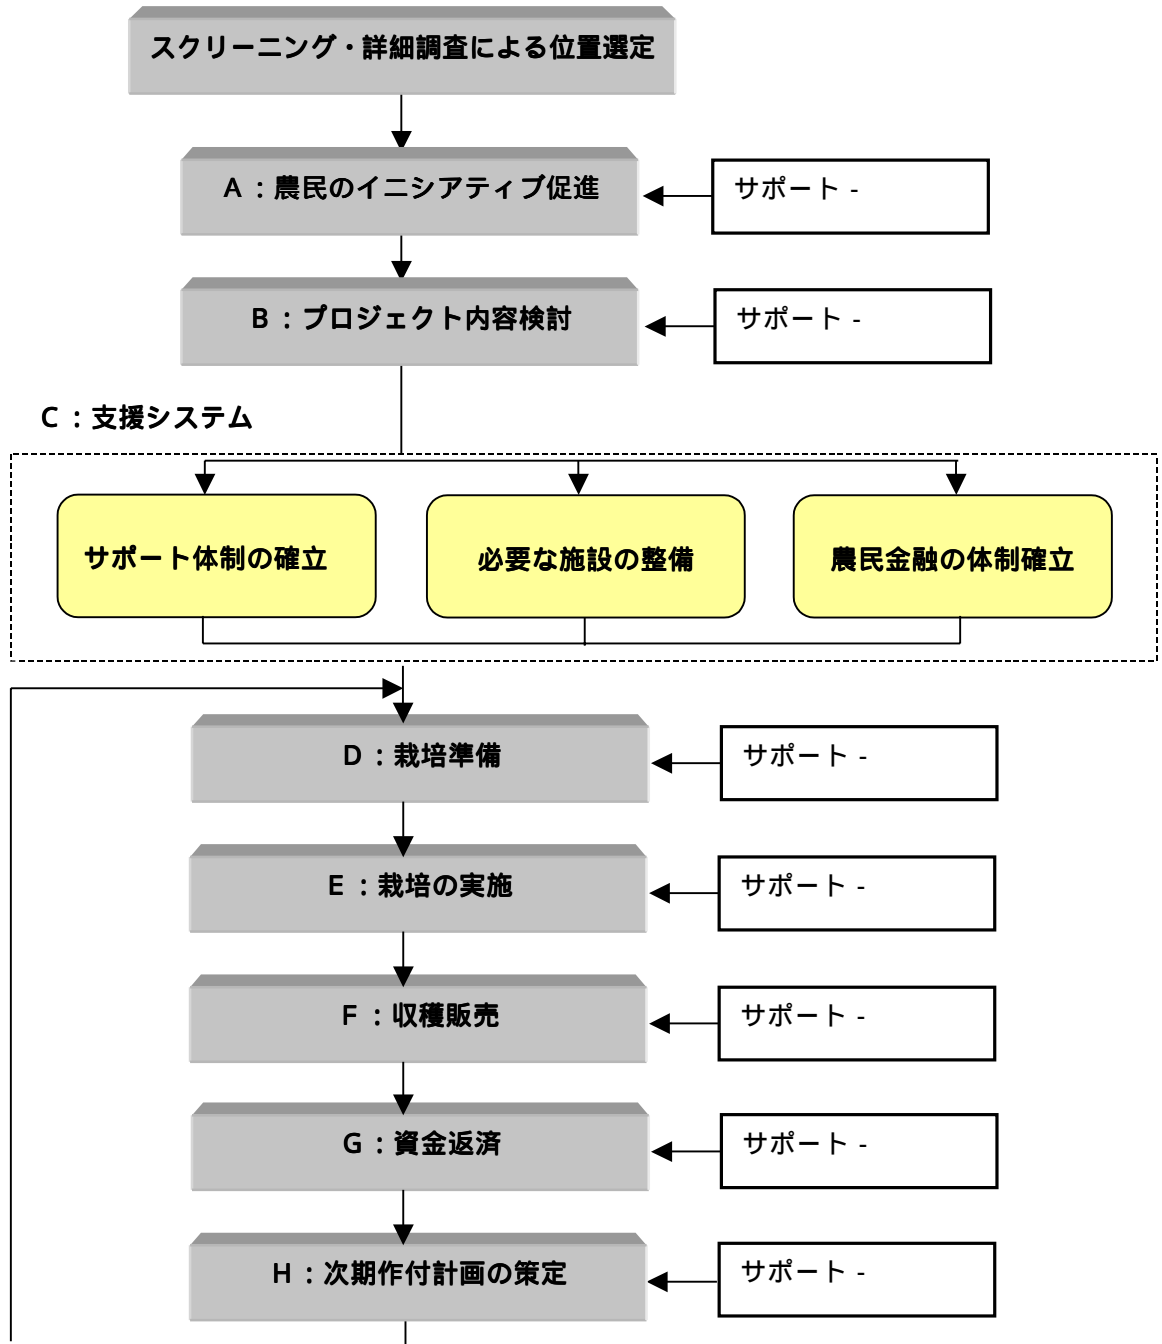 スクリーニング・詳細調査による位置選定
A：農民のイニシアティブ促進
サポート -
B：プロジェクト内容検討
サポート -
C：支援システム
サポート体制の確立
必要な施設の整備
農民金融の体制確立
D：栽培準備
サポート -
E：栽培の実施
サポート -
F：収穫販売
サポート -
G：資金返済
サポート -
H：次期作付計画の策定
サポート -